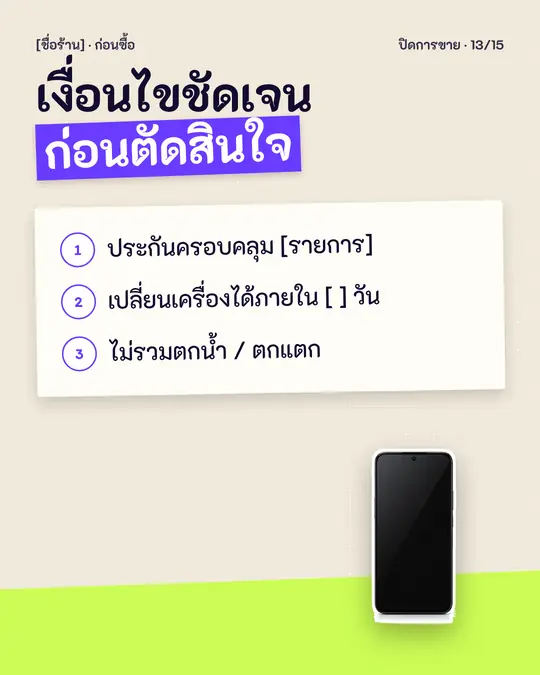 [ชื่อร้าน] · ก่อนซื้อ
ปิดการขาย · 13/15
เงื่อนไขชัดเจน
ก่อนตัดสินใจ
1 ประกันครอบคลุม [รายการ]
2 เปลี่ยนเครื่องได้ภายใน [ ] วัน
3 ไม่รวมตกน้ำ / ตกแตก